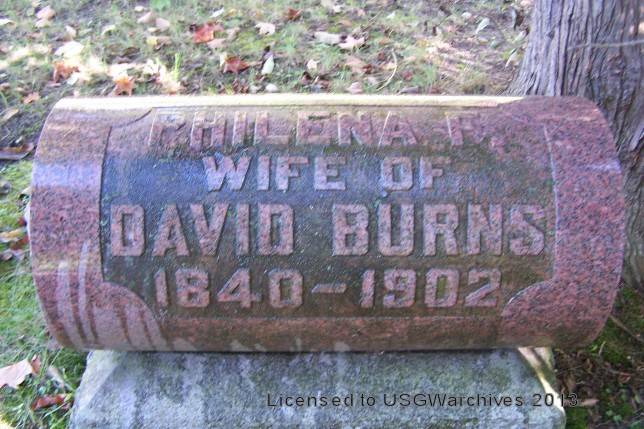 PHILENA P.
WIFE OF
DAVID BURNS
1840-1902
Licensed to USGWarchives 2013